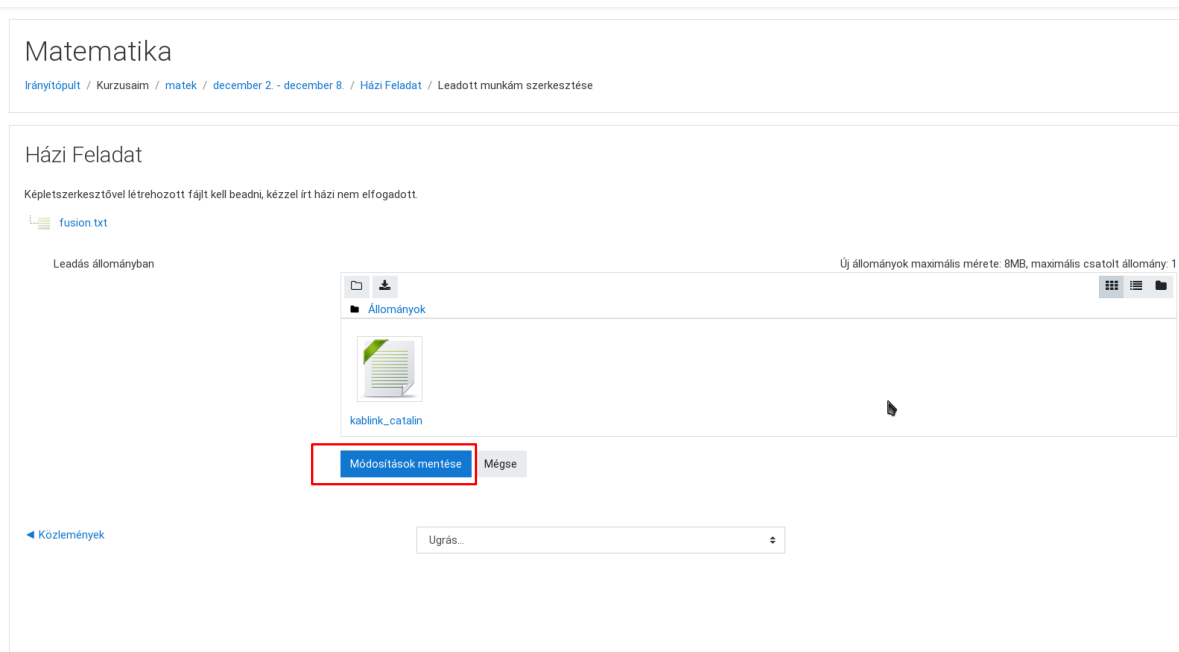 Matematika
Irányítópult / Kurzusaim / matek / december 2. - december 8. / Házi Feladat / Leadott munkám szerkesztése
Házi Feladat
Képletszerkesztővel létrehozott fájlt kell beadni, kézzel írt házi nem elfogadott.
fusion.txt
Leadás állományban
Új állományok maximális mérete: 8MB, maximális csatolt állomány: 1
Állományok
kablink_catalin
Módosítások mentése Mégse
◄ Közlemények
Ugrás...